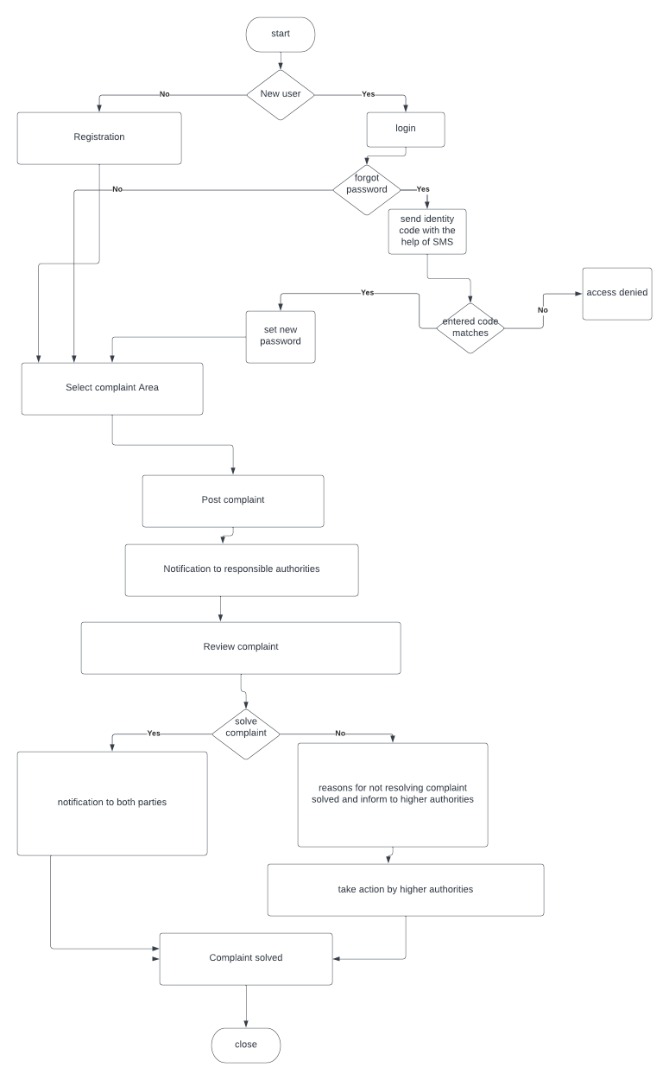 start
New user
No
Yes
Registration
login
forgot
password
No
Yes
send identity
code with the
help of SMS
access denied
Yes
No
entered code
matches
set new
password
Select complaint Area
Post complaint
Notification to responsible authorities
Review complaint
solve
complaint
Yes
No
notification to both parties
reasons for not resolving complaint
solved and inform to higher authorities
take action by higher authorities
Complaint solved
close